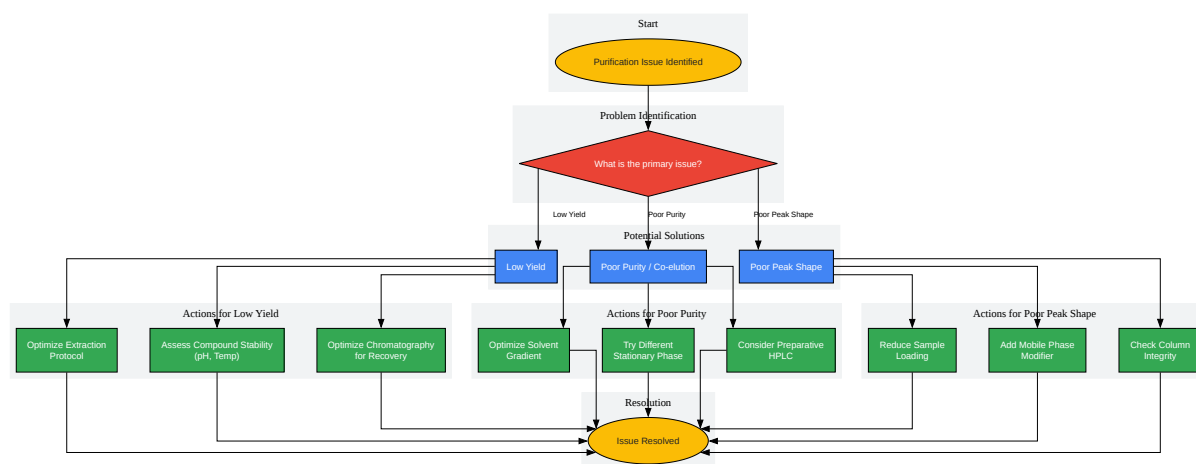 Start
Purification Issue Identified
Problem Identification
What is the primary issue?
Low Yield
Poor Purity
Poor Peak Shape
Potential Solutions
Low Yield
Poor Purity / Co-elution
Poor Peak Shape
Actions for Low Yield
Actions for Poor Purity
Actions for Poor Peak Shape
Optimize Extraction
Protocol
Assess Compound Stability
(pH, Temp)
Optimize Chromatography
for Recovery
Optimize Solvent
Gradient
Try Different
Stationary Phase
Consider Preparative
HPLC
Reduce Sample
Loading
Add Mobile Phase
Modifier
Check Column
Integrity
Resolution
Issue Resolved